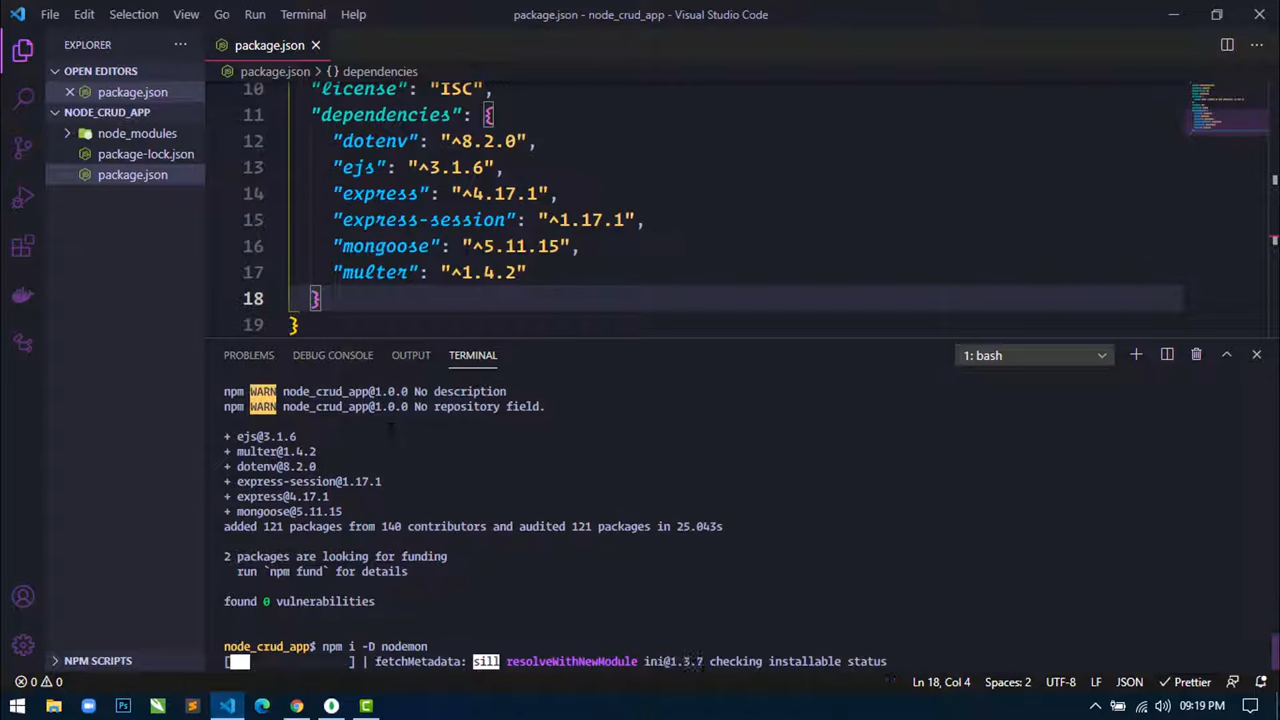 File Edit Selection View Go Run Terminal Help package.json - node_crud_app - Visual Studio Code
EXPLORER
package.json
OPEN EDITORS
package.json
NODE_CRUD_APP
node_modules
package-lock.json
package.json
package.json > {} dependencies
10 "license": "ISC",
11 "dependencies": {
12 "dotenv": "^8.2.0",
13 "ejs": "^3.1.6",
14 "express": "^4.17.1",
15 "express-session": "^1.17.1",
16 "mongoose": "^5.11.15",
17 "multer": "^1.4.2"
18 }
19 }
PROBLEMS DEBUG CONSOLE OUTPUT TERMINAL 1: bash
npm WARN node_crud_app@1.0.0 No description
npm WARN node_crud_app@1.0.0 No repository field.
+ ejs@3.1.6
+ multer@1.4.2
+ dotenv@8.2.0
+ express-session@1.17.1
+ express@4.17.1
+ mongoose@5.11.15
added 121 packages from 140 contributors and audited 121 packages in 25.043s
2 packages are looking for funding
run `npm fund` for details
found 0 vulnerabilities
node_crud_app$ npm i -D nodemon
[ ] | fetchMetadata: sill resolveWithNewModule ini@1.3.7 checking installable status
NPM SCRIPTS
0 0 Ln 18, Col 4 Spaces: 2 UTF-8 LF JSON Prettier
Ps
09:19 PM